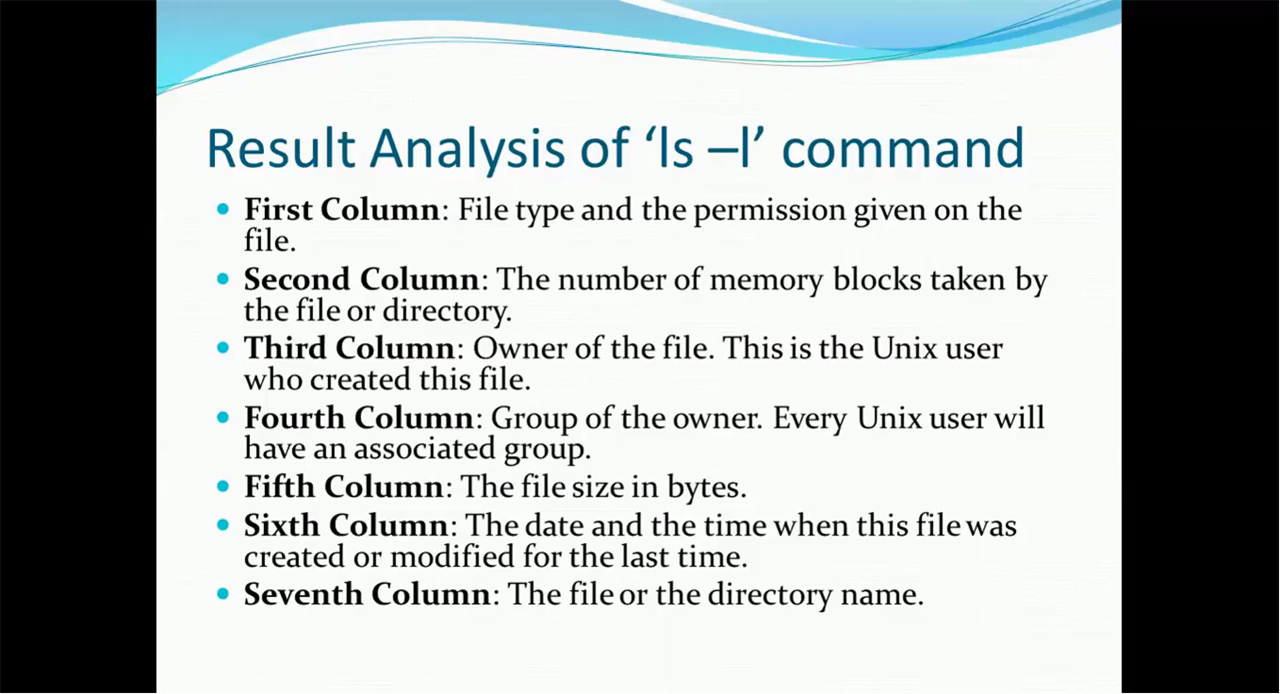 Result Analysis of ‘ls –l’ command
• First Column: File type and the permission given on the
file.
• Second Column: The number of memory blocks taken by
the file or directory.
• Third Column: Owner of the file. This is the Unix user
who created this file.
• Fourth Column: Group of the owner. Every Unix user will
have an associated group.
• Fifth Column: The file size in bytes.
• Sixth Column: The date and the time when this file was
created or modified for the last time.
• Seventh Column: The file or the directory name.